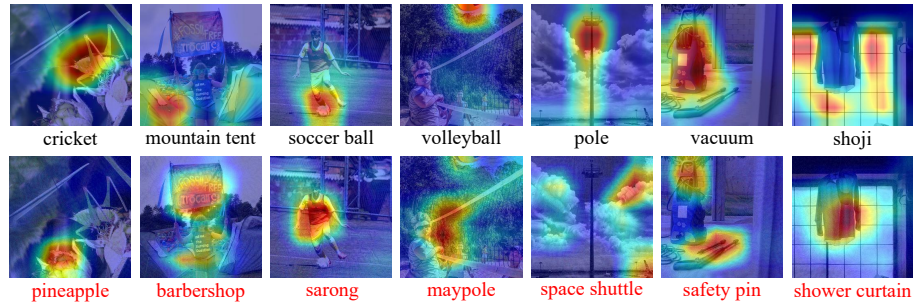 cricket mountain tent soccer ball volleyball pole vacuum shoji
pineapple barbershop sarong maypole space shuttle safety pin shower curtain